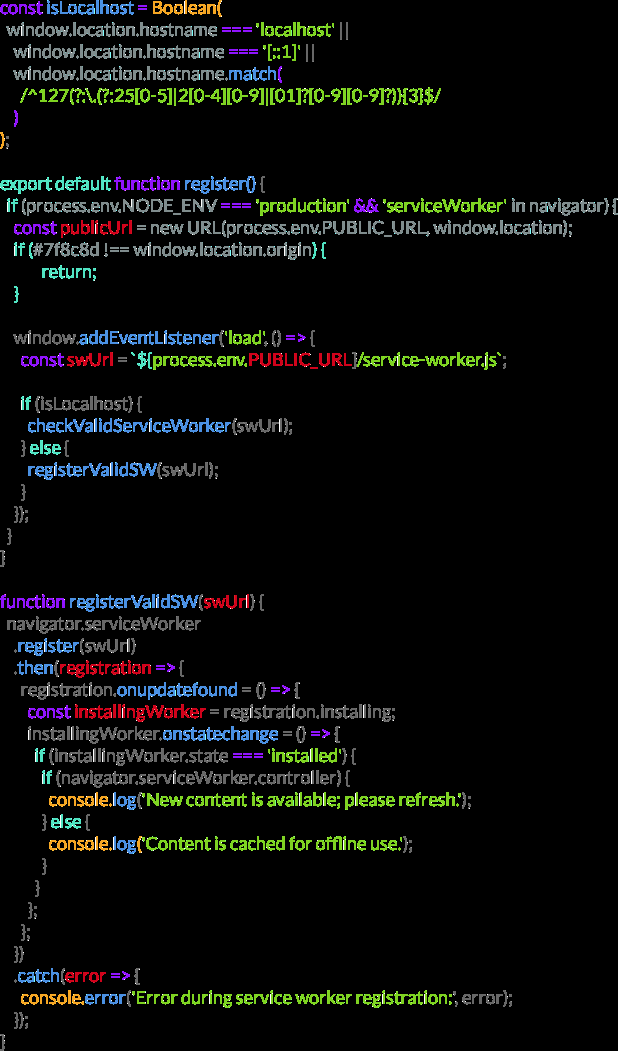 const isLocalhost = Boolean(
window.location.hostname === 'localhost' ||
window.location.hostname === '[::1]' ||
window.location.hostname.match(
/^127(?:\.(?:25[0-5]|2[0-4][0-9]|[01]?[0-9][0-9]?)){3}$/
)
);
export default function register() {
if (process.env.NODE_ENV === 'production' && 'serviceWorker' in navigator) {
const publicUrl = new URL(process.env.PUBLIC_URL, window.location);
if (#7f8c8d !== window.location.origin) {
return;
}
window.addEventListener('load', () => {
const swUrl = `${process.env.PUBLIC_URL}/service-worker.js`;
if (isLocalhost) {
checkValidServiceWorker(swUrl);
} else {
registerValidSW(swUrl);
}
});
}
}
function registerValidSW(swUrl) {
navigator.serviceWorker
.register(swUrl)
.then(registration => {
registration.onupdatefound = () => {
const installingWorker = registration.installing;
installingWorker.onstatechange = () => {
if (installingWorker.state === 'installed') {
if (navigator.serviceWorker.controller) {
console.log('New content is available; please refresh.');
} else {
console.log('Content is cached for offline use.');
}
}
};
};
})
.catch(error => {
console.error('Error during service worker registration:', error);
});
}